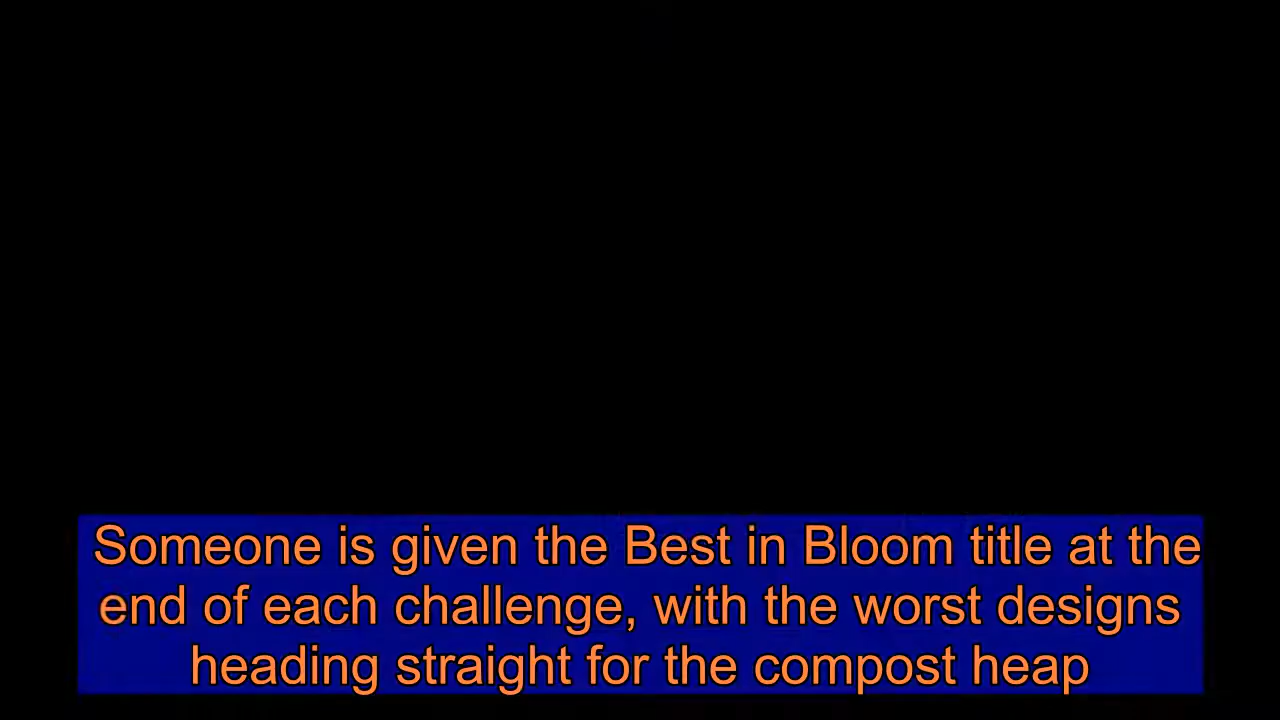 Someone is given the Best in Bloom title at the
end of each challenge, with the worst designs
heading straight for the compost heap